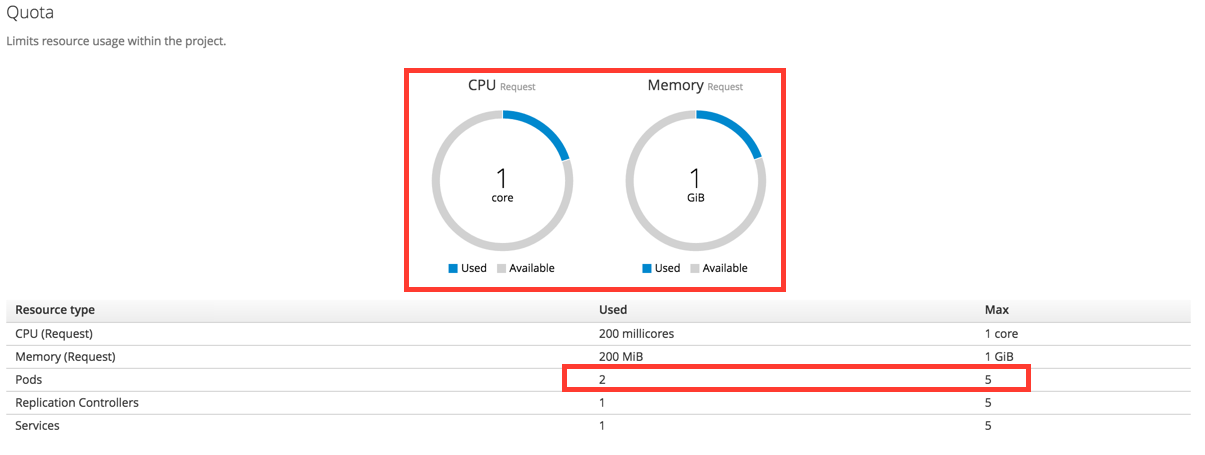 Quota
Limits resource usage within the project.
CPU Request Memory Request
1 1
core GiB
Used Available Used Available
Resource type Used Max
CPU (Request) 200 millicores 1 core
Memory (Request) 200 MiB 1 GiB
Pods 2 5
Replication Controllers 1 5
Services 1 5